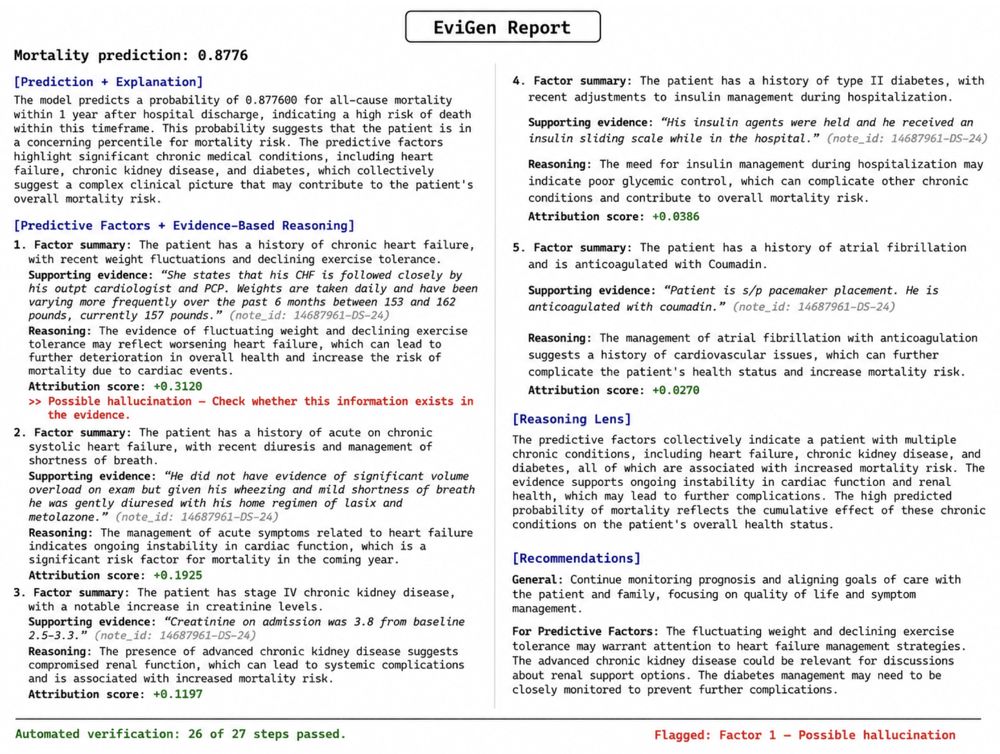 EviGen Report
Mortality prediction: 0.8776
[Prediction + Explanation]
The model predicts a probability of 0.877600 for all-cause mortality
within 1 year after hospital discharge, indicating a high risk of death
within this timeframe. This probability suggests that the patient is in
a concerning percentile for mortality risk. The predictive factors
highlight significant chronic medical conditions, including heart
failure, chronic kidney disease, and diabetes, which collectively
suggest a complex clinical picture that may contribute to the patient's
overall mortality risk.
[Predictive Factors + Evidence-Based Reasoning]
1. Factor summary: The patient has a history of chronic heart failure,
with recent weight fluctuations and declining exercise tolerance.
Supporting evidence: “She states that his CHF is followed closely by
his outpt cardiologist and PCP. Weights are taken daily and have been
varying more frequently over the past 6 months between 153 and 162
pounds, currently 157 pounds.” (note_id: 14687961-DS-24)
Reasoning: The evidence of fluctuating weight and declining exercise
tolerance may reflect worsening heart failure, which can lead to
further deterioration in overall health and increase the risk of
mortality due to cardiac events.
Attribution score: +0.3120
>> Possible hallucination — Check whether this information exists in
the evidence.
2. Factor summary: The patient has a history of acute on chronic
systolic heart failure, with recent diuresis and management of
shortness of breath.
Supporting evidence: “He did not have evidence of significant volume
overload on exam but given his wheezing and mild shortness of breath
he was gently diuresed with his home regimen of lasix and
metolazone.” (note_id: 14687961-DS-24)
Reasoning: The management of acute symptoms related to heart failure
indicates ongoing instability in cardiac function, which is a
significant risk factor for mortality in the coming year.
Attribution score: +0.1925
3. Factor summary: The patient has stage IV chronic kidney disease,
with a notable increase in creatinine levels.
Supporting evidence: “Creatinine on admission was 3.8 from baseline
2.5-3.3.” (note_id: 14687961-DS-24)
Reasoning: The presence of advanced chronic kidney disease suggests
compromised renal function, which can lead to systemic complications
and is associated with increased mortality risk.
Attribution score: +0.1197
4. Factor summary: The patient has a history of type II diabetes, with
recent adjustments to insulin management during hospitalization.
Supporting evidence: “His insulin agents were held and he received an
insulin sliding scale while in the hospital.” (note_id: 14687961-DS-24)
Reasoning: The need for insulin management during hospitalization may
indicate poor glycemic control, which can complicate other chronic
conditions and contribute to overall mortality risk.
Attribution score: +0.0386
5. Factor summary: The patient has a history of atrial fibrillation
and is anticoagulated with Coumadin.
Supporting evidence: “Patient is s/p pacemaker placement. He is
anticoagulated with coumadin.” (note_id: 14687961-DS-24)
Reasoning: The management of atrial fibrillation with anticoagulation
suggests a history of cardiovascular issues, which can further
complicate the patient's health status and increase mortality risk.
Attribution score: +0.0270
[Reasoning Lens]
The predictive factors collectively indicate a patient with multiple
chronic conditions, including heart failure, chronic kidney disease, and
diabetes, all of which are associated with increased mortality risk. The
evidence supports ongoing instability in cardiac function and renal
health, which may lead to further complications. The high predicted
probability of mortality reflects the cumulative effect of these chronic
conditions on the patient's overall health status.
[Recommendations]
General: Continue monitoring prognosis and aligning goals of care with
the patient and family, focusing on quality of life and symptom
management.
For Predictive Factors: The fluctuating weight and declining exercise
tolerance may warrant attention to heart failure management strategies.
The advanced chronic kidney disease could be relevant for discussions
about renal support options. The diabetes management may need to be
closely monitored to prevent further complications.
Automated verification: 26 of 27 steps passed.
Flagged: Factor 1 — Possible hallucination